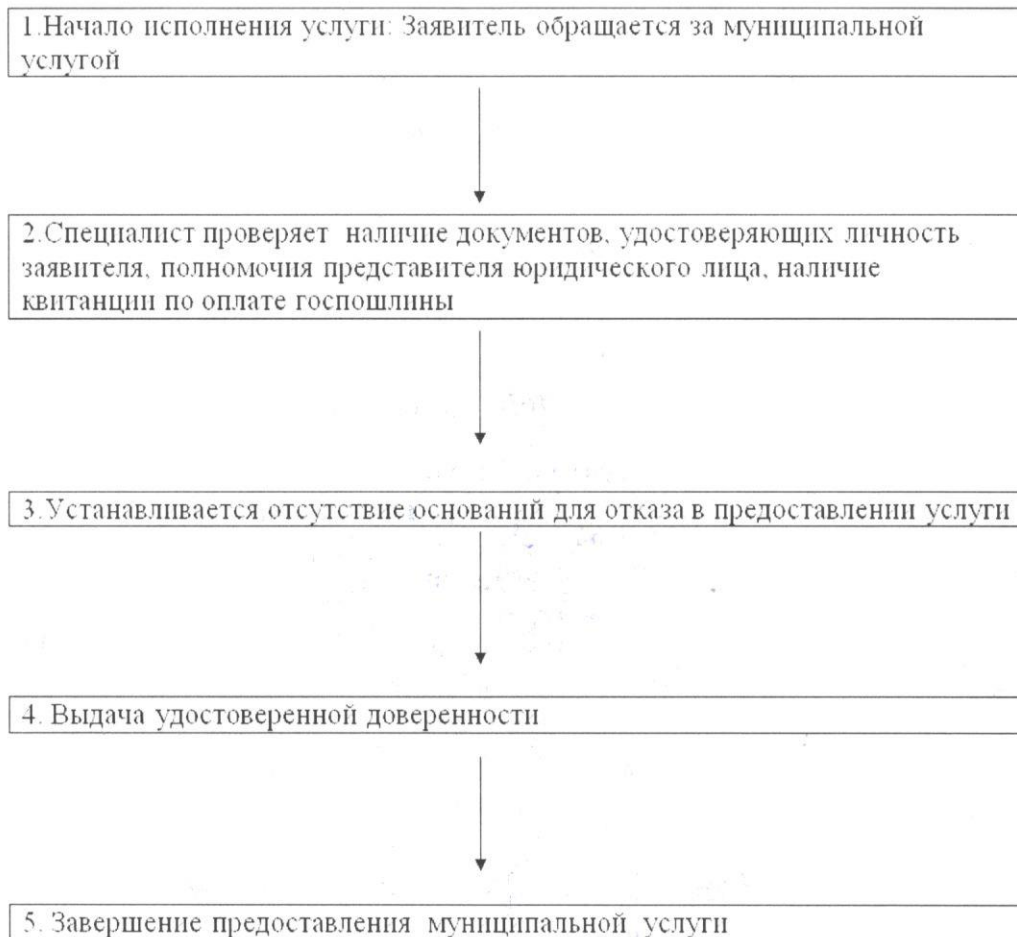 1.Начало исполнения услуги: Заявитель обращается за муниципальной
услугой
2.Специалист проверяет наличие документов, удостоверяющих личность
заявителя, полномочия представителя юридического лица, наличие
квитанции по оплате госпошлины
3.Устанавливается отсутствие оснований для отказа в предоставлении услуги
4. Выдача удостоверенной доверенности
5. Завершение предоставления муниципальной услуги